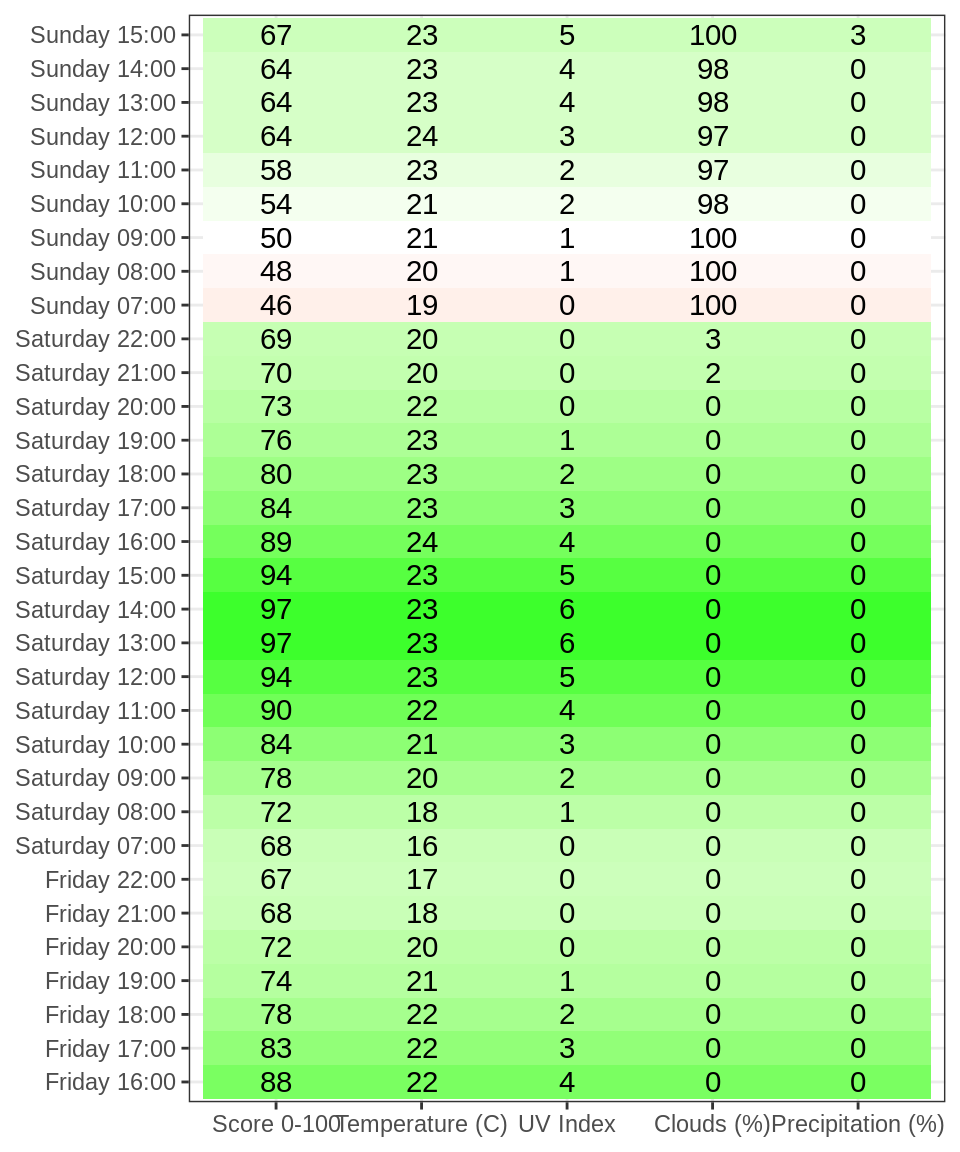 Sunday 15:00 67 23 5 100 3
Sunday 14:00 64 23 4 98 0
Sunday 13:00 64 23 4 98 0
Sunday 12:00 64 24 3 97 0
Sunday 11:00 58 23 2 97 0
Sunday 10:00 54 21 2 98 0
Sunday 09:00 50 21 1 100 0
Sunday 08:00 48 20 1 100 0
Sunday 07:00 46 19 0 100 0
Saturday 22:00 69 20 0 3 0
Saturday 21:00 70 20 0 2 0
Saturday 20:00 73 22 0 0 0
Saturday 19:00 76 23 1 0 0
Saturday 18:00 80 23 2 0 0
Saturday 17:00 84 23 3 0 0
Saturday 16:00 89 24 4 0 0
Saturday 15:00 94 23 5 0 0
Saturday 14:00 97 23 6 0 0
Saturday 13:00 97 23 6 0 0
Saturday 12:00 94 23 5 0 0
Saturday 11:00 90 22 4 0 0
Saturday 10:00 84 21 3 0 0
Saturday 09:00 78 20 2 0 0
Saturday 08:00 72 18 1 0 0
Saturday 07:00 68 16 0 0 0
Friday 22:00 67 17 0 0 0
Friday 21:00 68 18 0 0 0
Friday 20:00 72 20 0 0 0
Friday 19:00 74 21 1 0 0
Friday 18:00 78 22 2 0 0
Friday 17:00 83 22 3 0 0
Friday 16:00 88 22 4 0 0
Score 0-100 Temperature (C) UV Index Clouds (%) Precipitation (%)